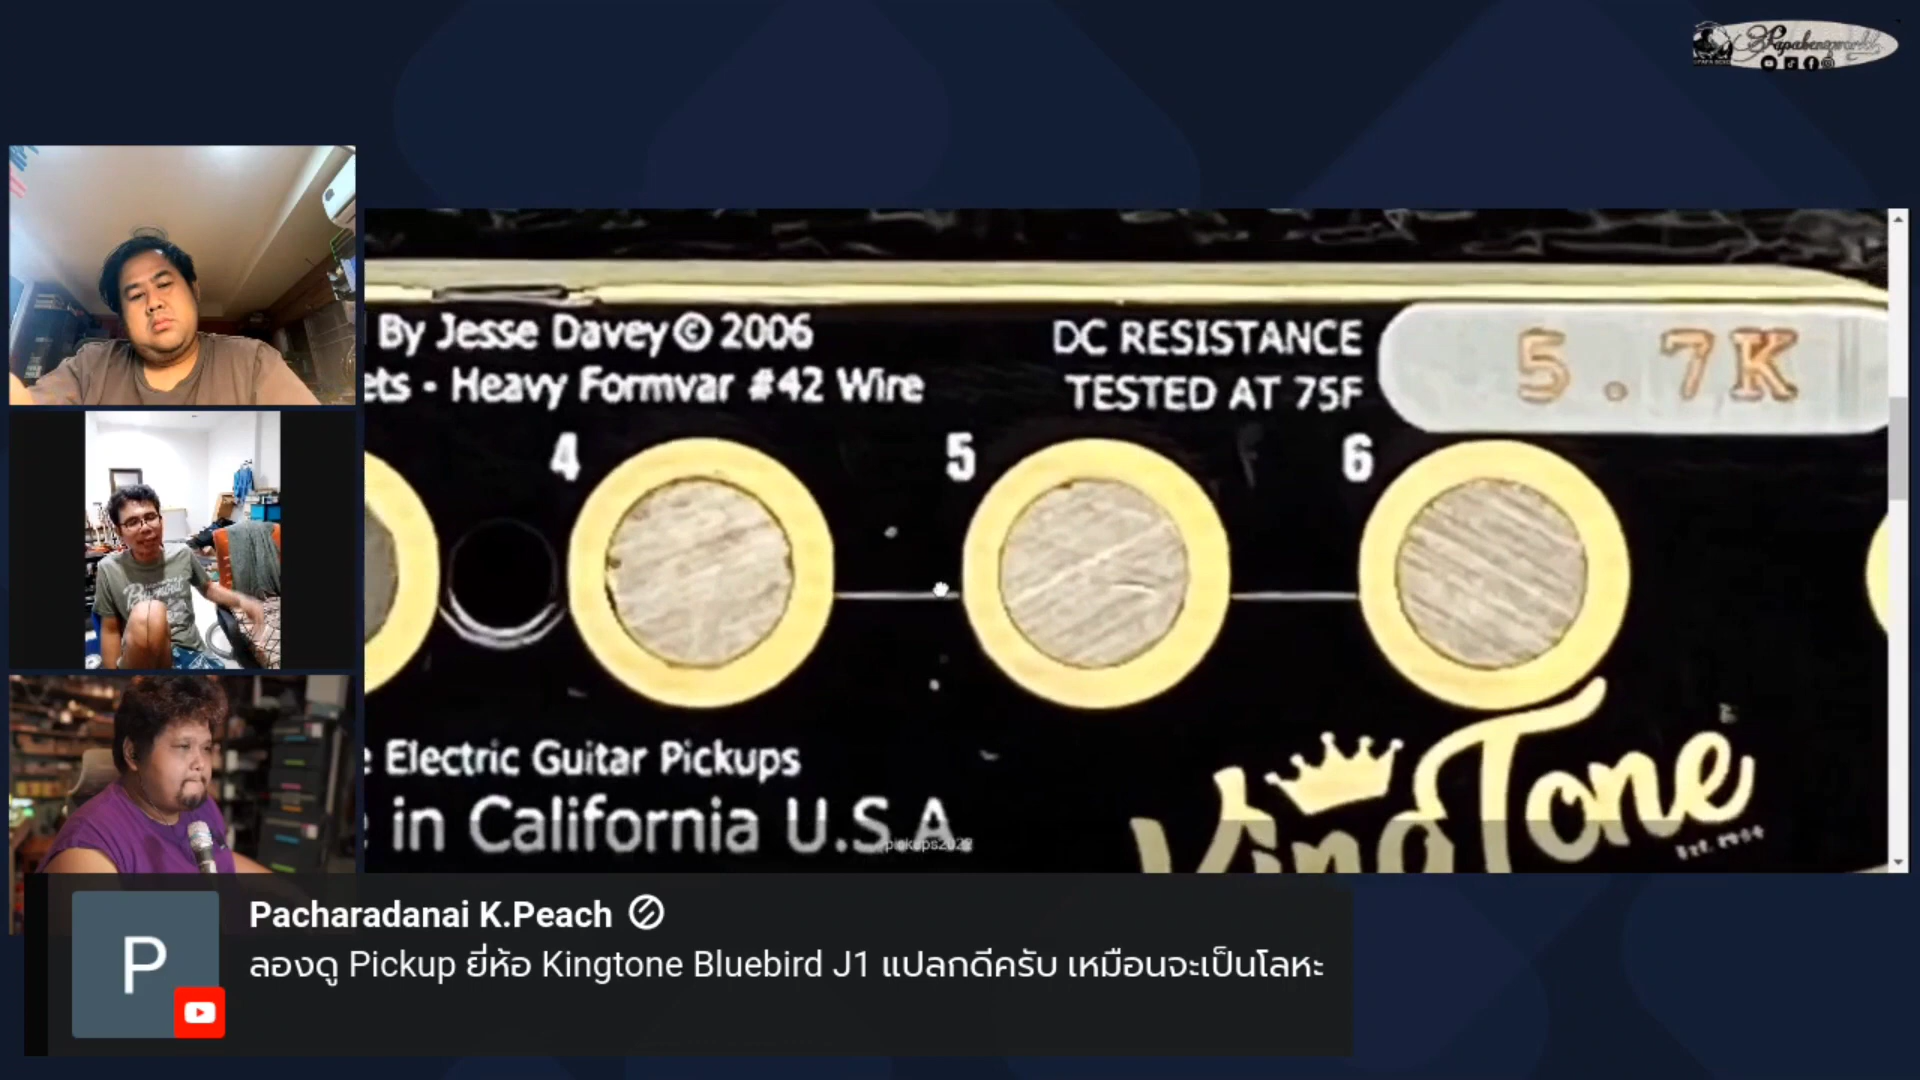 Papabenzworld
By Jesse Davey © 2006
ets - Heavy Formvar #42 Wire
DC RESISTANCE
TESTED AT 75F
5.7K
4
5
6
e Electric Guitar Pickups
in California U.S.A.
pickups2022
KingTone
P
Pacharadanai K.Peach
ลองดู Pickup ยี่ห้อ Kingtone Bluebird J1 แปลกดีครับ เหมือนจะเป็นโลหะ